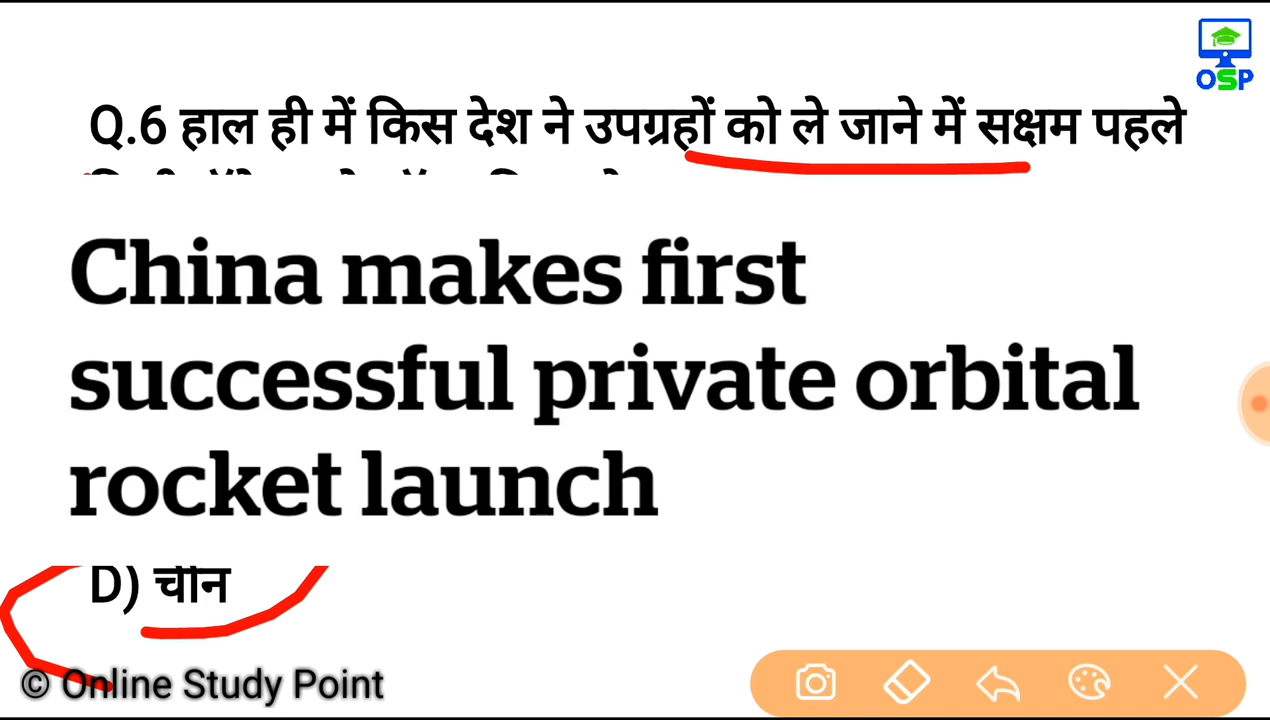 OSP
Q.6 हाल ही में किस देश ने उपग्रहों को ले जाने में सक्षम पहले
China makes first
successful private orbital
rocket launch
D) चीन
© Online Study Point